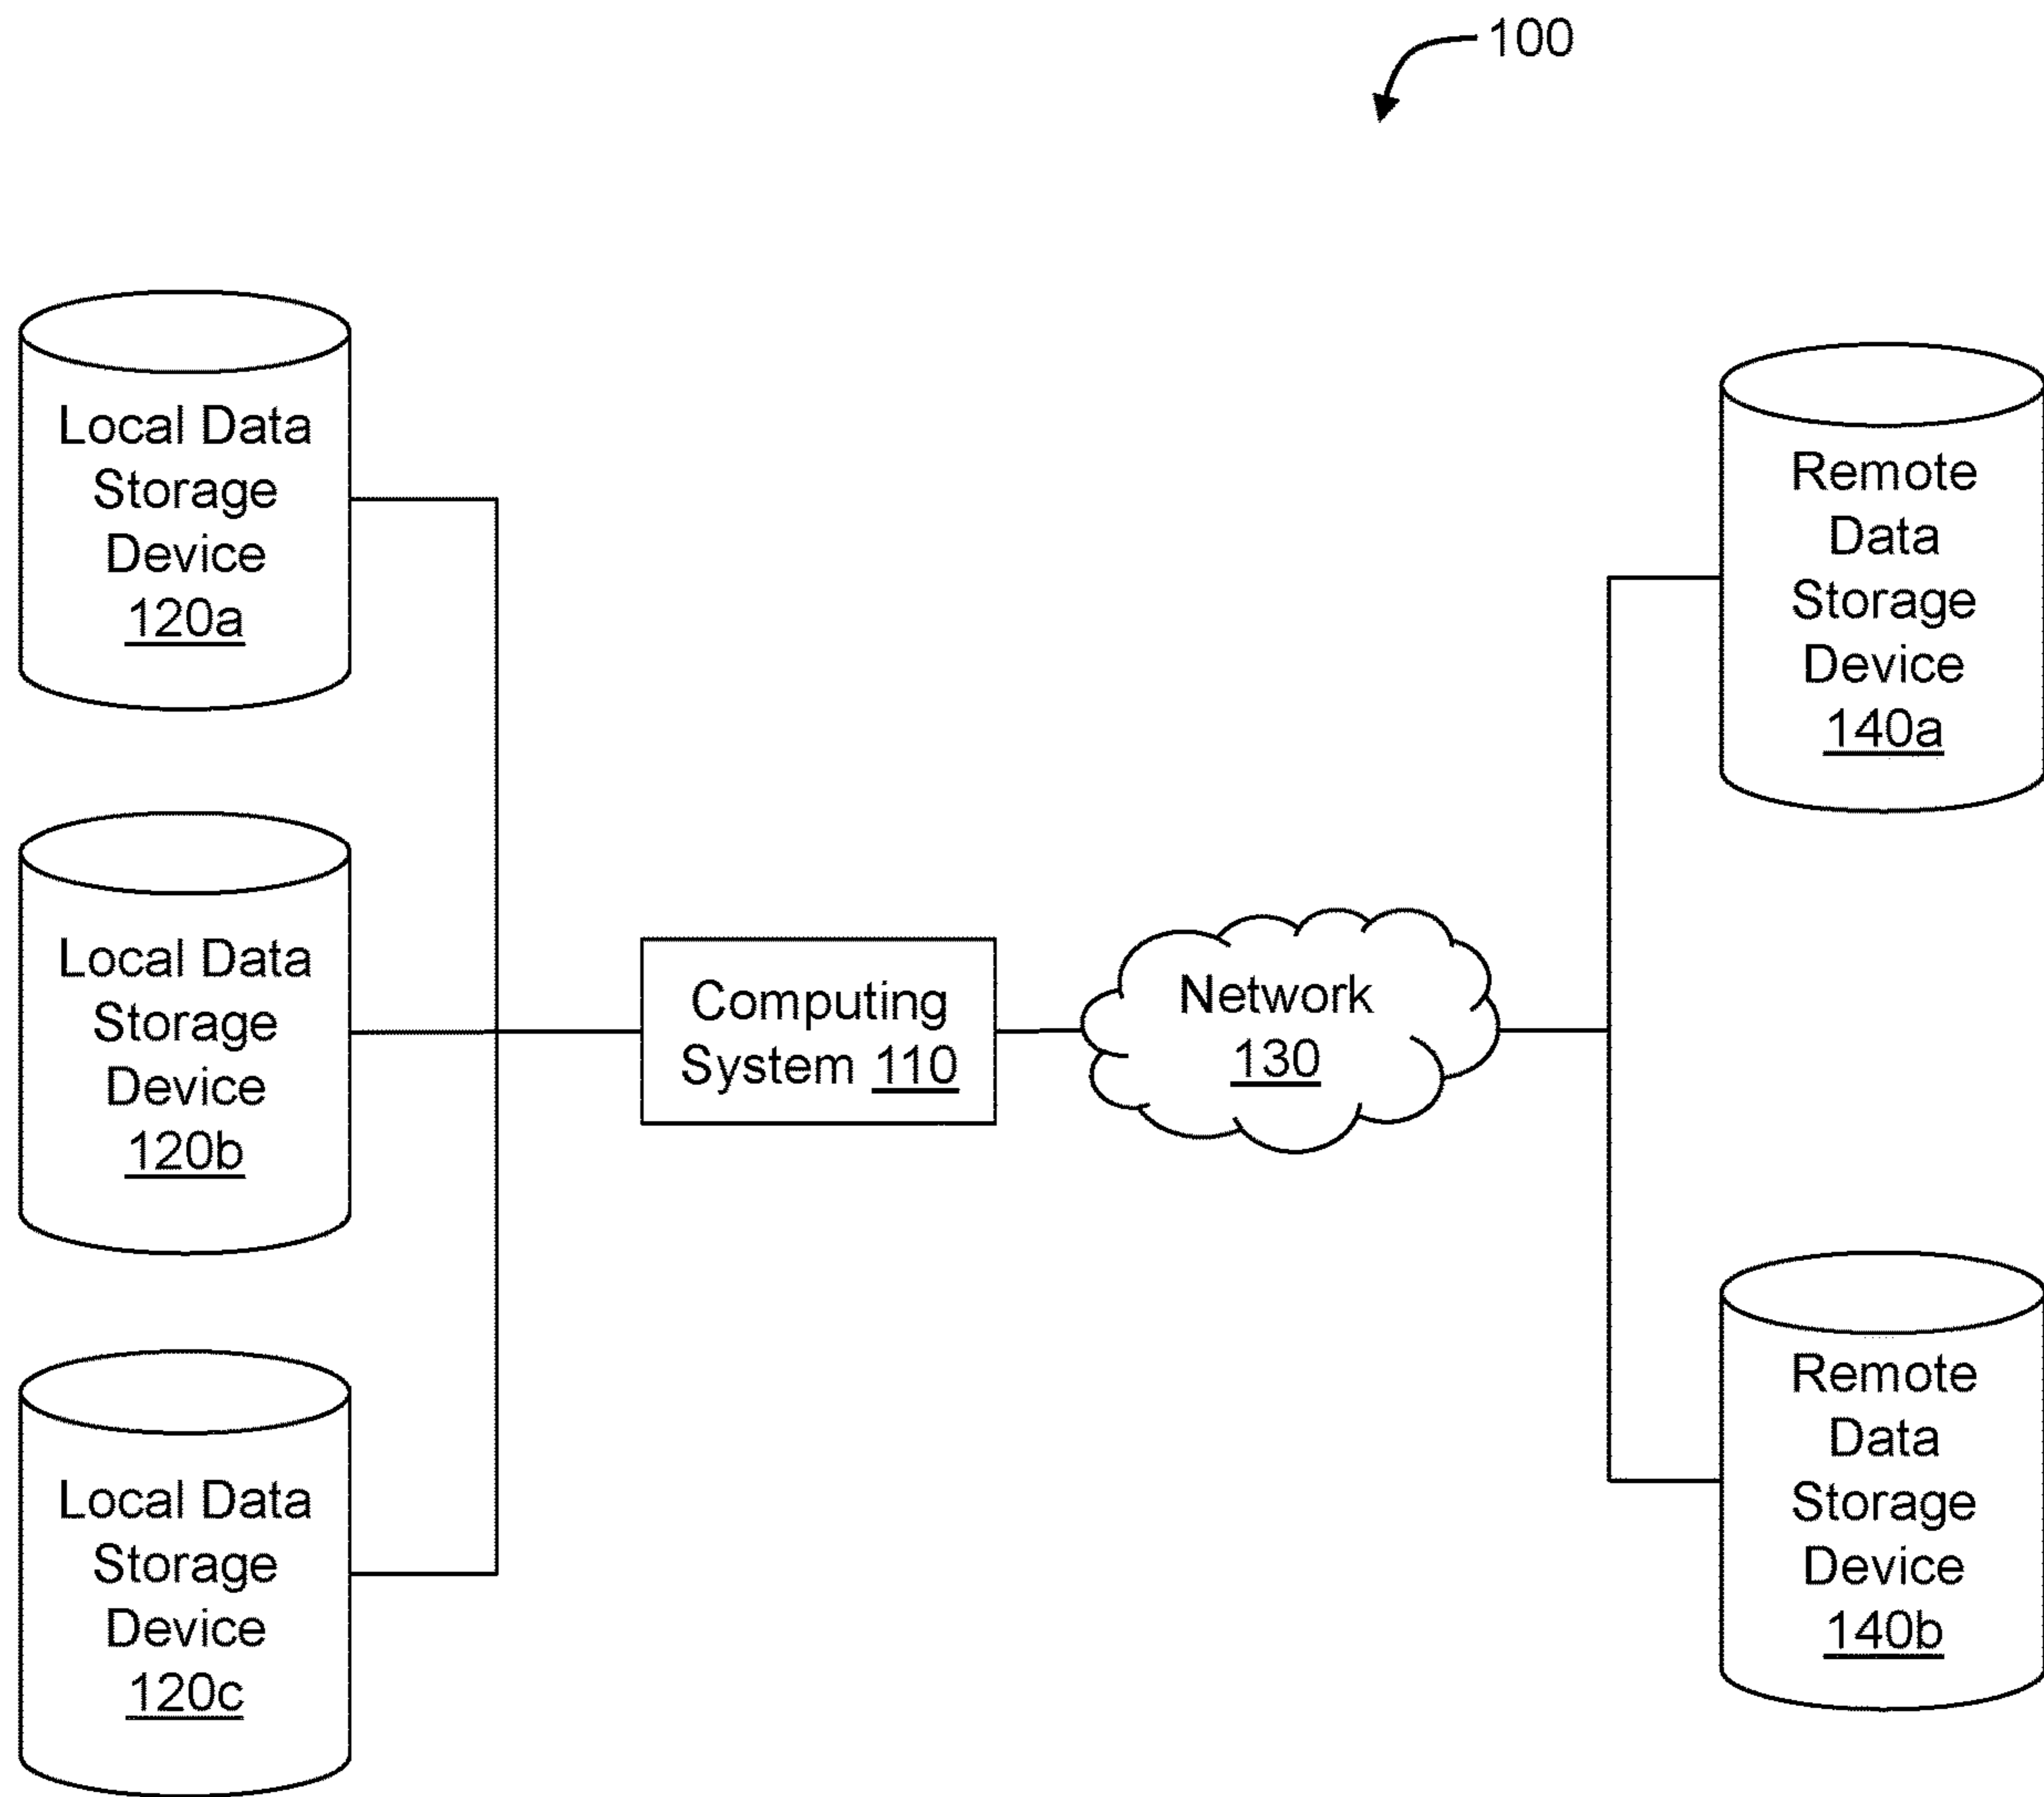 100
Local Data
Storage
Device
120a
Local Data
Storage
Device
120b
Local Data
Storage
Device
120c
Computing
System 110
Network
130
Remote
Data
Storage
Device
140a
Remote
Data
Storage
Device
140b